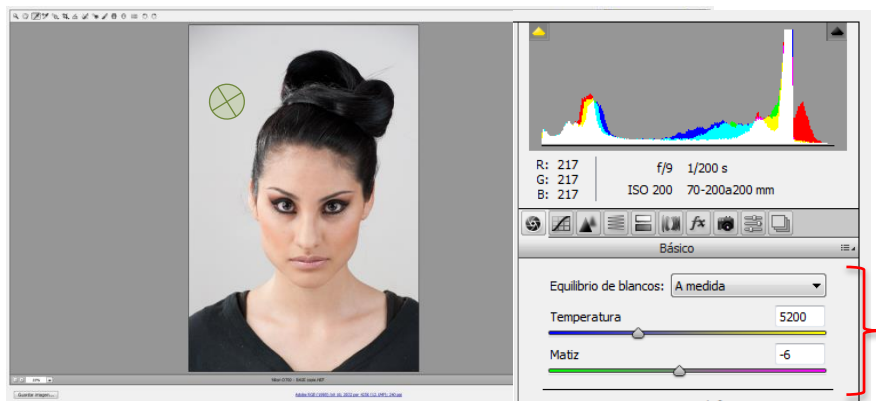 R: 217
G: 217
B: 217
f/9 1/200 s
ISO 200 70-200a200 mm
fx
Básico
Equilibrio de blancos: A medida
Temperatura 5200
Matiz -6
Guardar imagen...